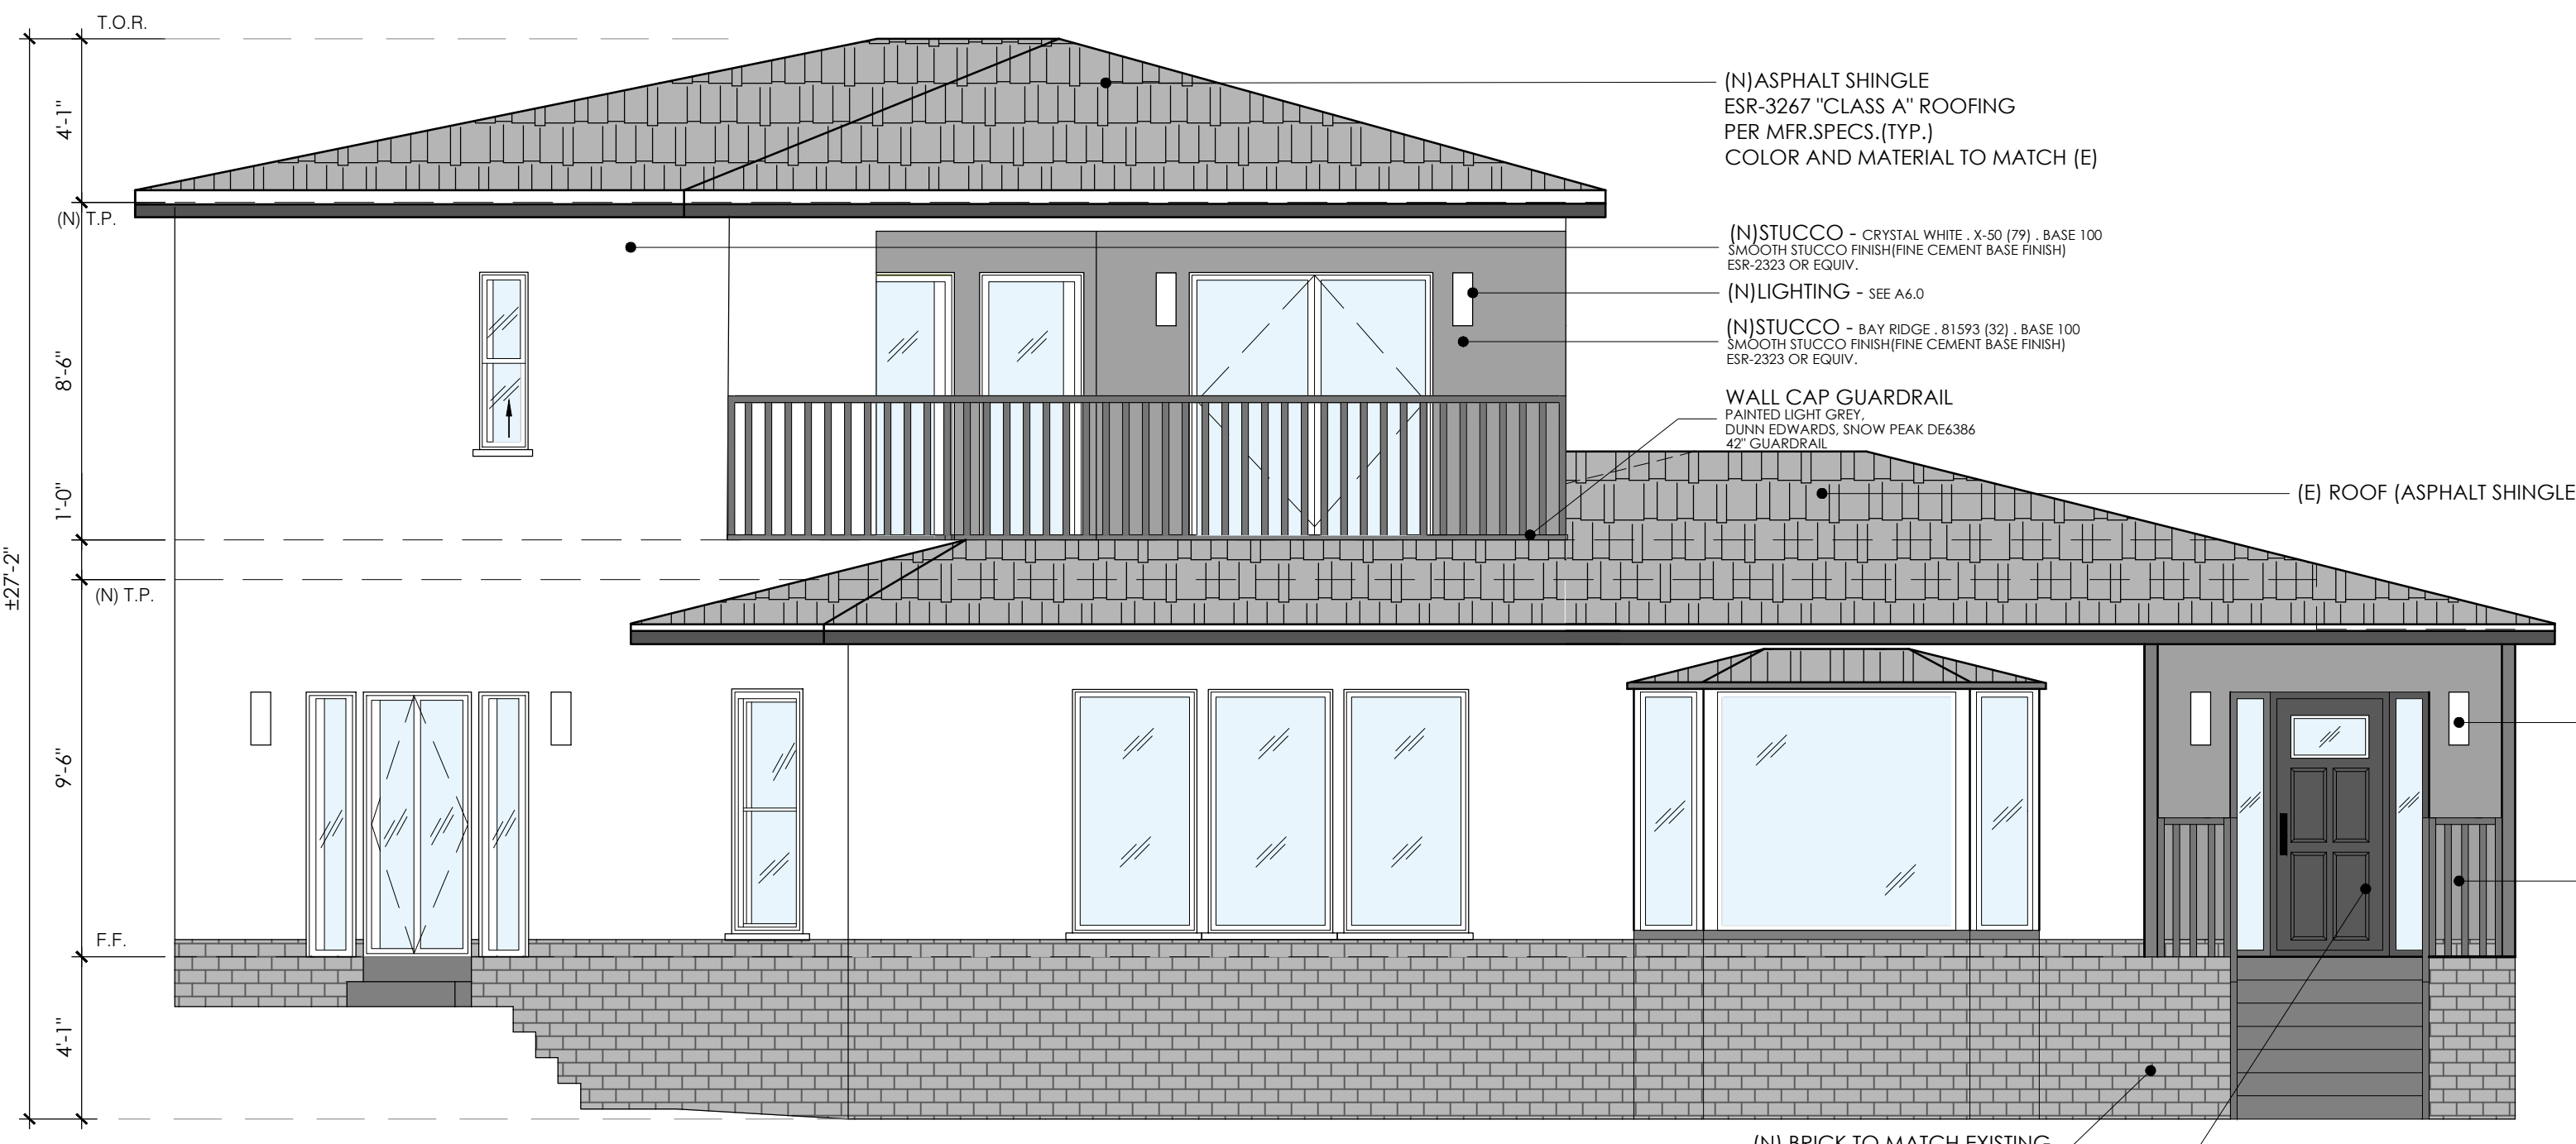 T.O.R.
4'-1"
(N) T.P.
8'-6"
1'-0"
±27'-2"
(N) T.P.
9'-6"
F.F.
4'-1"
(N)ASPHALT SHINGLE
ESR-3267 "CLASS A" ROOFING
PER MFR.SPECS.(TYP.)
COLOR AND MATERIAL TO MATCH (E)
(N)STUCCO - CRYSTAL WHITE . X-50 (79) . BASE 100
SMOOTH STUCCO FINISH(FINE CEMENT BASE FINISH)
ESR-2323 OR EQUIV.
(N)LIGHTING - SEE A6.0
(N)STUCCO - BAY RIDGE . 81593 (32) . BASE 100
SMOOTH STUCCO FINISH(FINE CEMENT BASE FINISH)
ESR-2323 OR EQUIV.
WALL CAP GUARDRAIL
PAINTED LIGHT GREY,
DUNN EDWARDS, SNOW PEAK DE6386
42" GUARDRAIL
(E) ROOF (ASPHALT SHINGLE
(N) BRICK TO MATCH EXISTING